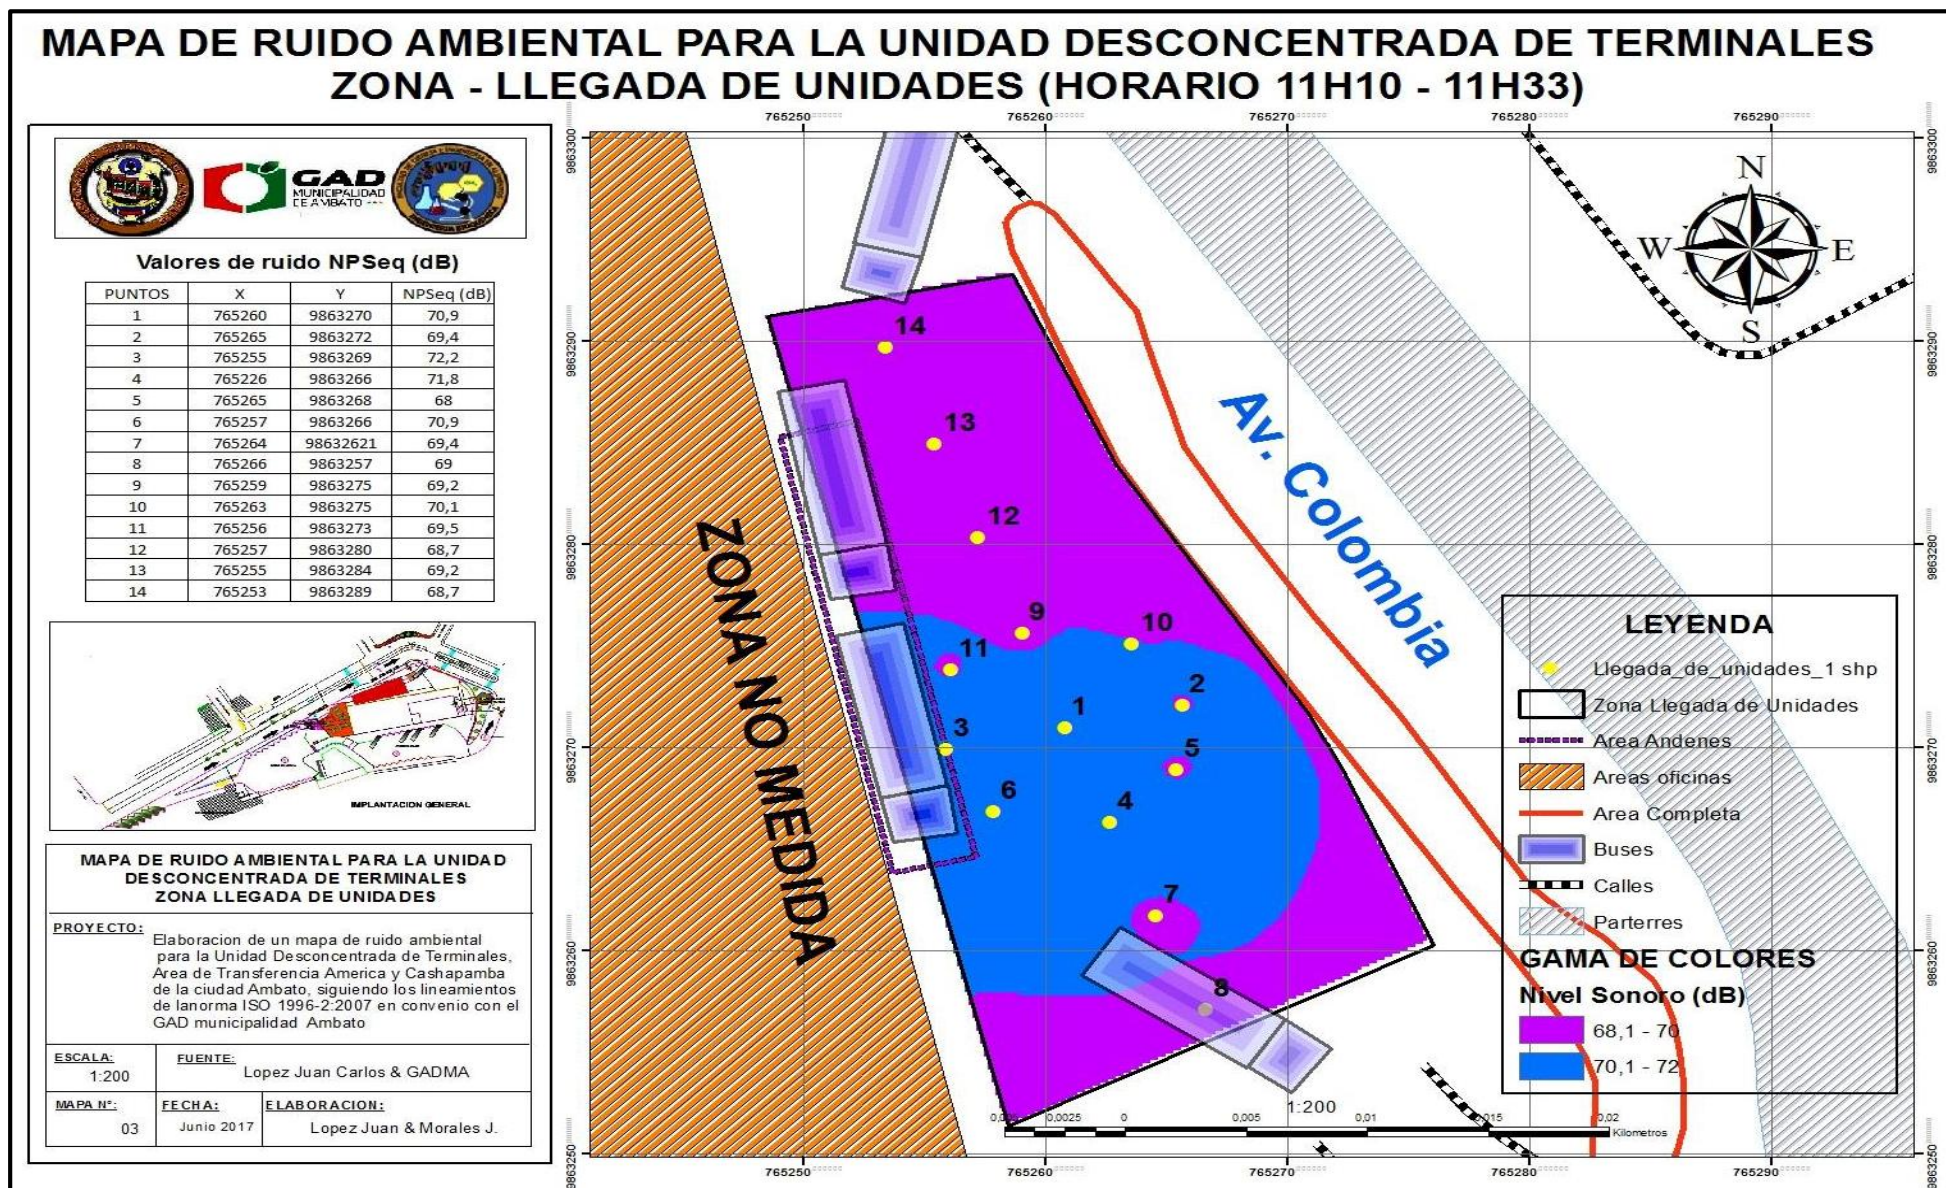 MAPA DE RUIDO AMBIENTAL PARA LA UNIDAD DESCONCENTRADA DE TERMINALES
ZONA - LLEGADA DE UNIDADES (HORARIO 11H10 - 11H33)
GAD
MUNICIPALIDAD
DE AMBATO
Valores de ruido NPSeq (dB)
PUNTOS X Y NPSeq (dB)
1 765260 9863270 70,9
2 765265 9863272 69,4
3 765255 9863269 72,2
4 765226 9863266 71,8
5 765265 9863268 68
6 765257 9863266 70,9
7 765264 98632621 69,4
8 765266 9863257 69
9 765259 9863275 69,2
10 765263 9863275 70,1
11 765256 9863273 69,5
12 765257 9863280 68,7
13 765255 9863284 69,2
14 765253 9863289 68,7
IMPLANTACION GENERAL
MAPA DE RUIDO AMBIENTAL PARA LA UNIDAD
DESCONCENTRADA DE TERMINALES
ZONA LLEGADA DE UNIDADES
PROYECTO:
Elaboracion de un mapa de ruido ambiental
para la Unidad Desconcentrada de Terminales,
Area de Transferencia America y Cashapamba
de la ciudad Ambato, siguiendo los lineamientos
de lanorma ISO 1996-2:2007 en convenio con el
GAD municipalidad Ambato
ESCALA:
1:200
FUENTE:
Lopez Juan Carlos & GADMA
MAPA Nº:
03
FECHA:
Junio 2017
ELABORACION:
Lopez Juan & Morales J.
765250 765260 765270 765280 765290
9863300 9863300
9863290 9863290
9863280 9863280
9863270 9863270
9863260 9863260
9863250 9863250
N
W E
S
14
13
12
9
10
11
2
1
3
5
6
4
7
8
ZONA NO MEDIDA
Av. Colombia
LEYENDA
Llegada_de_unidades_1 shp
Zona Llegada de Unidades
Area Andenes
Areas oficinas
Area Completa
Buses
Calles
Parterres
GAMA DE COLORES
Nivel Sonoro (dB)
68,1 - 70
70,1 - 72
1:200
0,005 0,0025 0 0,005 0,01 0,015 0,02
Kilometros
765250 765260 765270 765280 765290